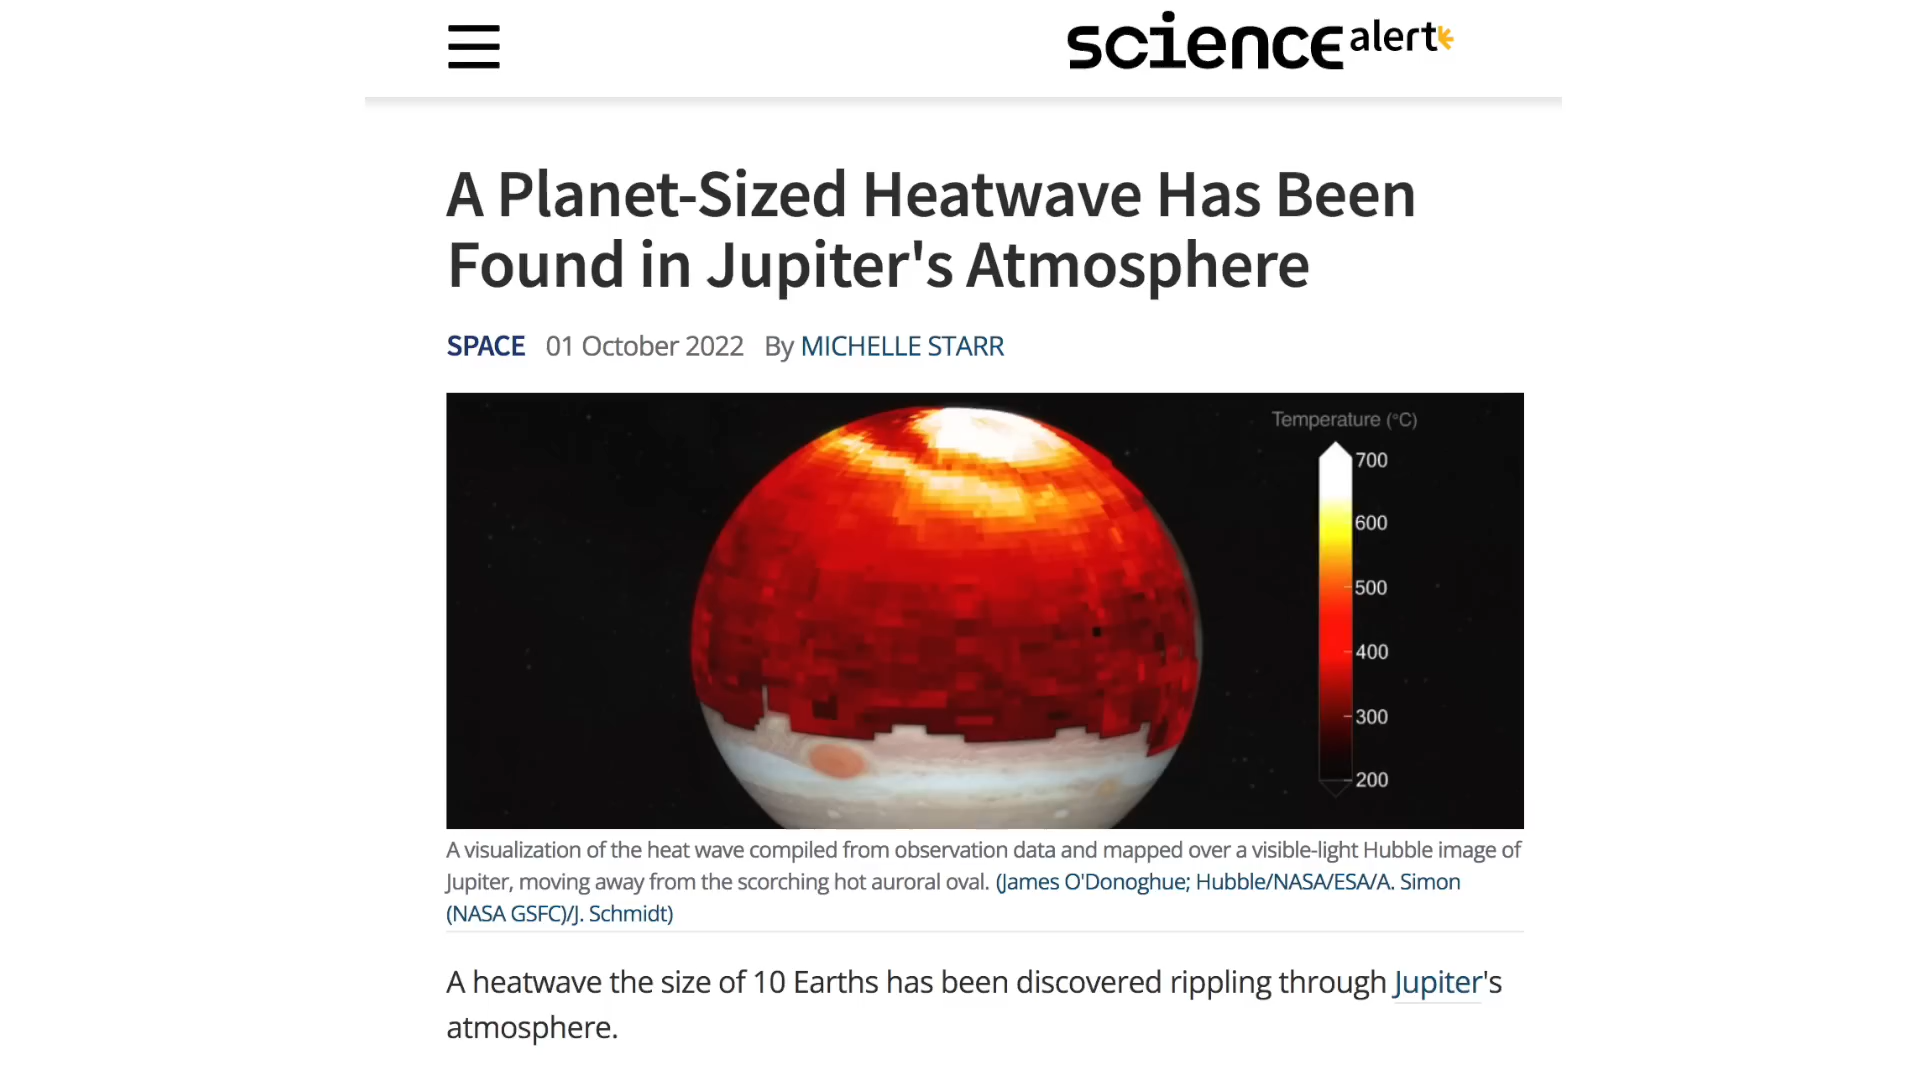 science alert
A Planet-Sized Heatwave Has Been
Found in Jupiter's Atmosphere
SPACE 01 October 2022 By MICHELLE STARR
Temperature (°C)
700
600
500
400
300
200
A visualization of the heat wave compiled from observation data and mapped over a visible-light Hubble image of
Jupiter, moving away from the scorching hot auroral oval. (James O'Donoghue; Hubble/NASA/ESA/A. Simon
(NASA GSFC)/J. Schmidt)
A heatwave the size of 10 Earths has been discovered rippling through Jupiter's
atmosphere.